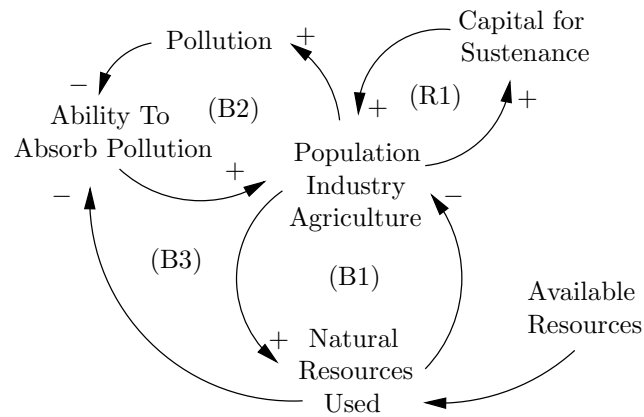 Capital for
Sustenance
Pollution
+
+
−
(B2)
(R1)
+
+
Ability To
Absorb Pollution
+
Population
Industry
Agriculture
−
−
(B3)
(B1)
Available
Resources
+
Natural
Resources
Used